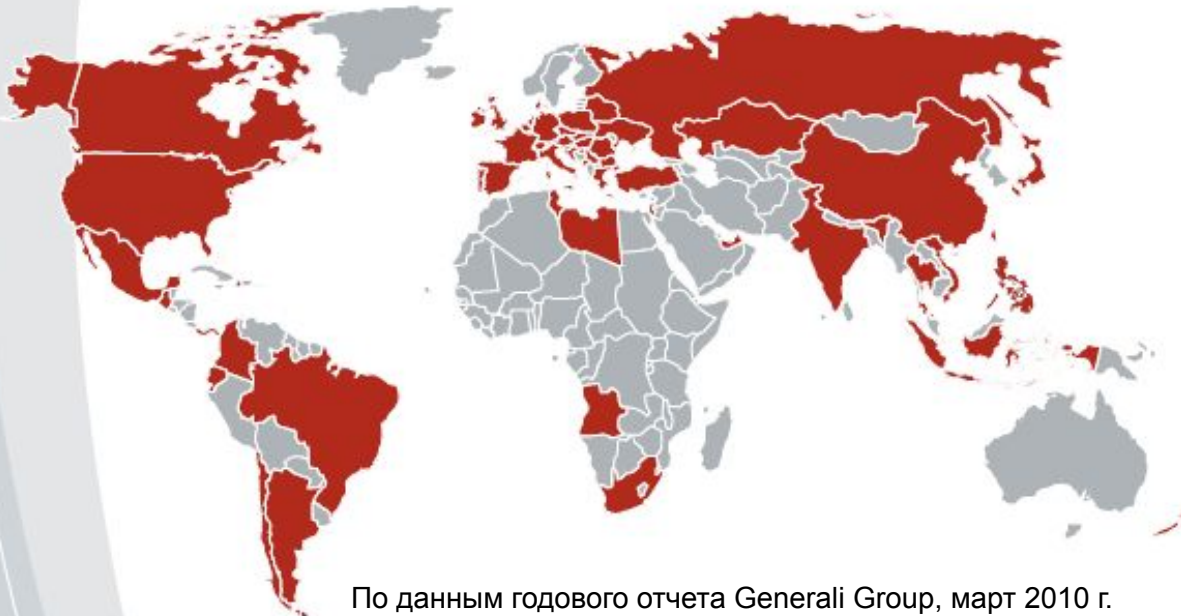 По данным годового отчета Generali Group, март 2010 г.